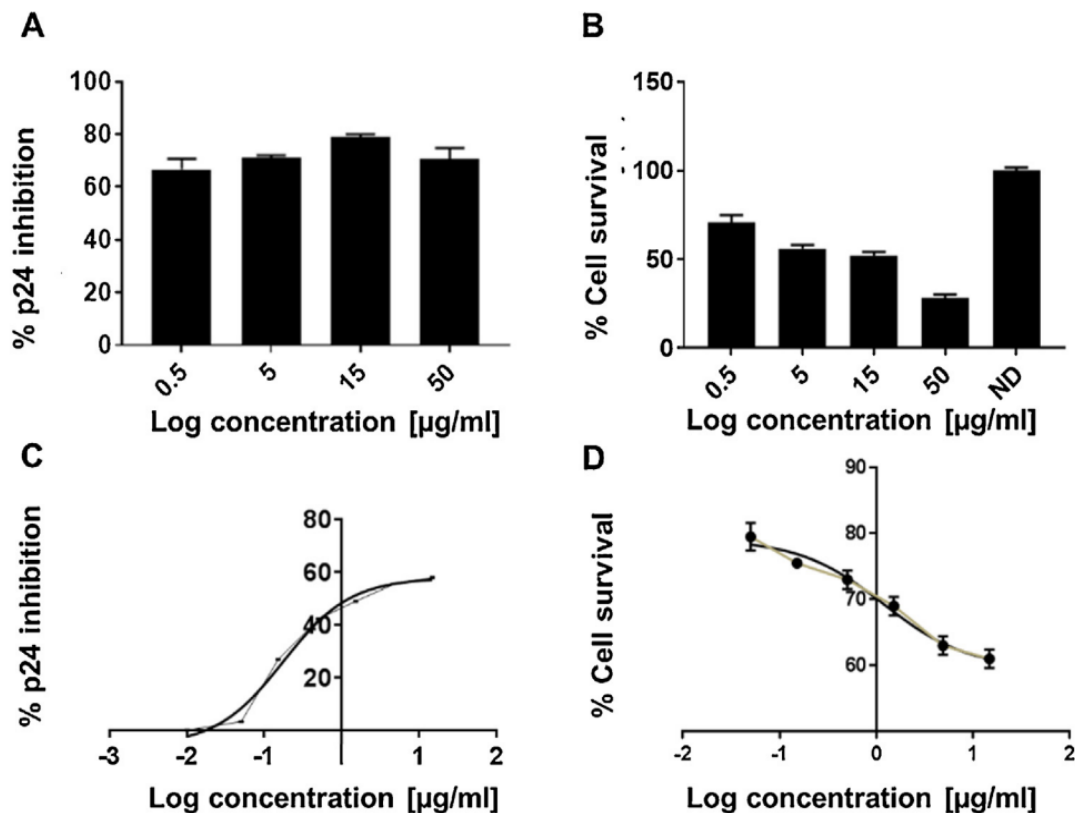 A
% p24 inhibition
100
80
60
40
20
0
0.5 5 15 50
Log concentration [µg/ml]
B
% Cell survival
150
100
50
0
0.5 5 15 50 ND
Log concentration [µg/ml]
C
% p24 inhibition
80
60
40
20
-3 -2 -1 0 1 2
Log concentration [µg/ml]
D
% Cell survival
90
80
70
60
-2 -1 0 1 2
Log concentration [µg/ml]